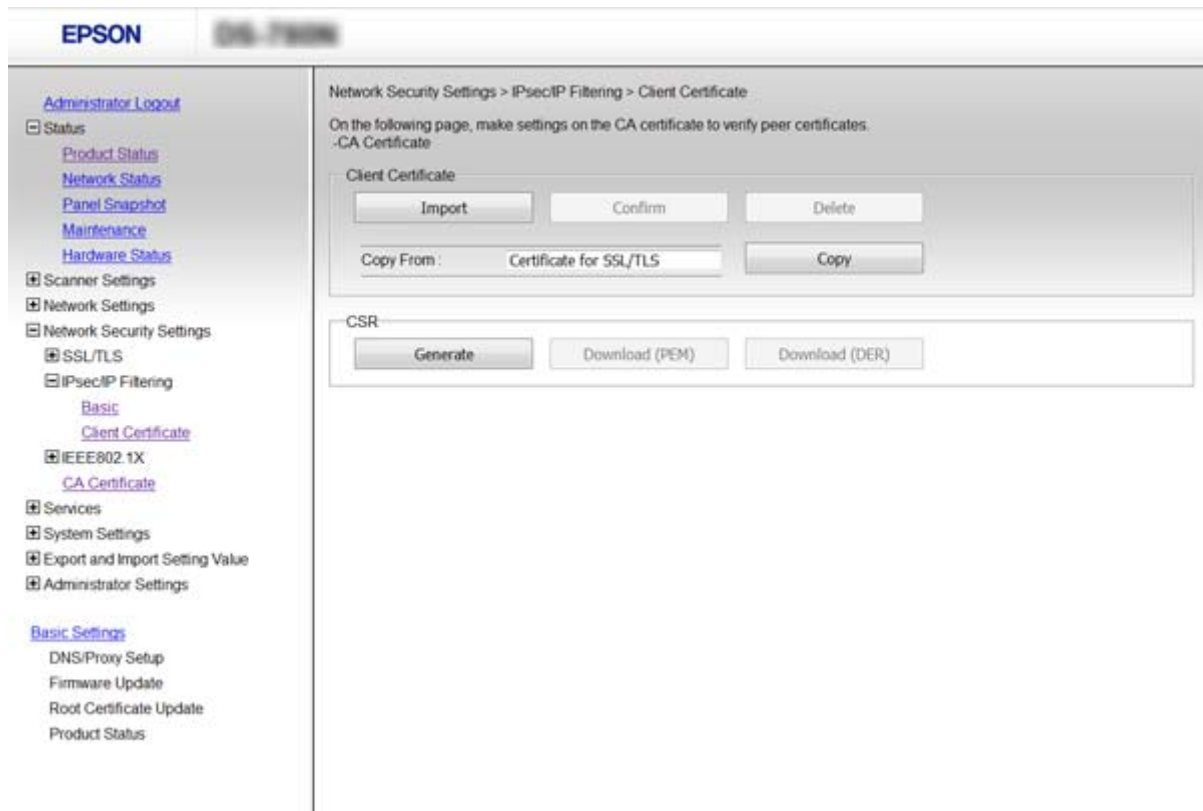 EPSON
Administrator Logout
Status
Product Status
Network Status
Panel Snapshot
Maintenance
Hardware Status
Scanner Settings
Network Settings
Network Security Settings
SSL/TLS
IPsec/IP Filtering
Basic
Client Certificate
IEEE802.1X
CA Certificate
Services
System Settings
Export and Import Setting Value
Administrator Settings
Basic Settings
DNS/Proxy Setup
Firmware Update
Root Certificate Update
Product Status
Network Security Settings > IPsec/IP Filtering > Client Certificate
On the following page, make settings on the CA certificate to verify peer certificates.
-CA Certificate
Client Certificate
Import Confirm Delete
Copy From : Certificate for SSL/TLS Copy
CSR
Generate Download (PEM) Download (DER)